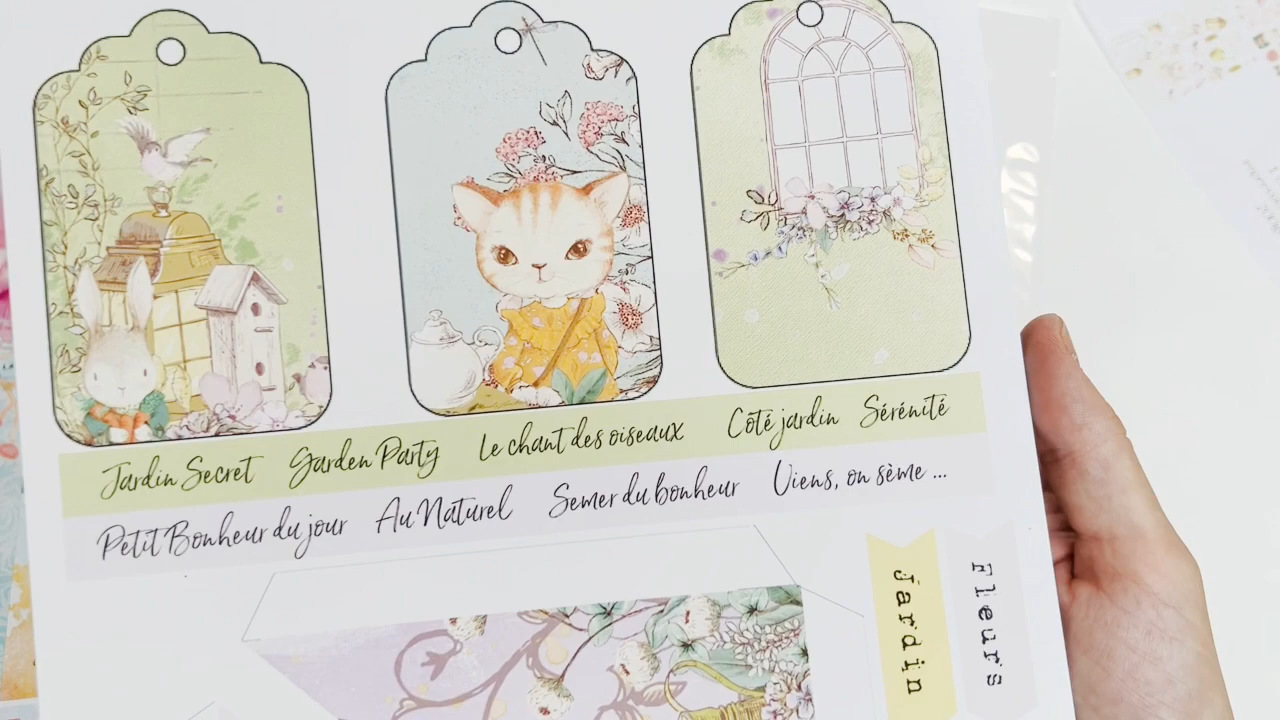 Jardin Secret Garden Party Le chant des oiseaux Côté jardin Sérénité
Petit Bonheur du jour Au Naturel Semer du bonheur Viens, on sème ...
Jardin
Fleurs